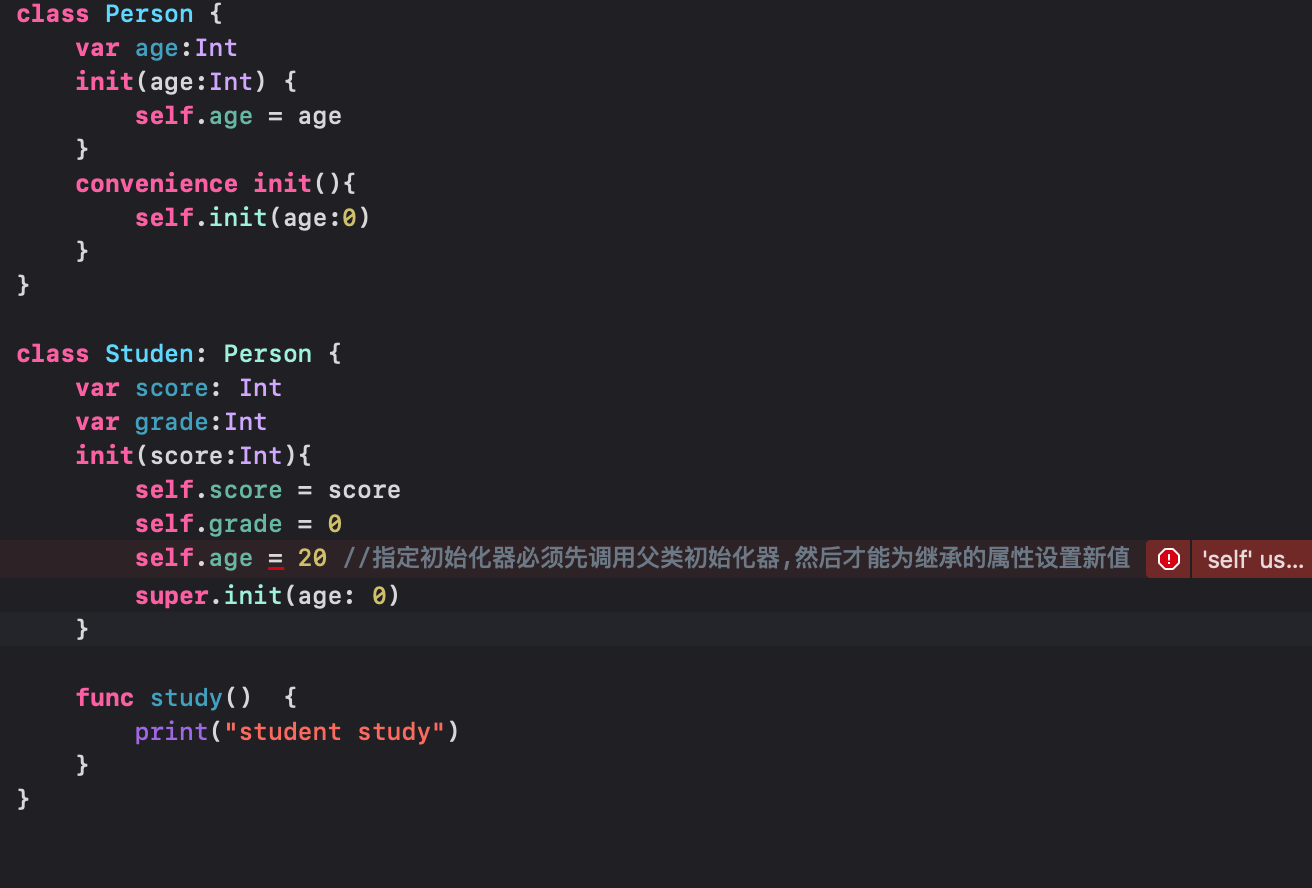 class Person {
    var age:Int
    init(age:Int) {
        self.age = age
    }
    convenience init(){
        self.init(age:0)
    }
}

class Studen: Person {
    var score: Int
    var grade:Int
    init(score:Int){
        self.score = score
        self.grade = 0
        self.age = 20 //指定初始化器必须先调用父类初始化器,然后才能为继承的属性设置新值 'self' us...
        super.init(age: 0)
    }

    func study()  {
        print("student study")
    }
}